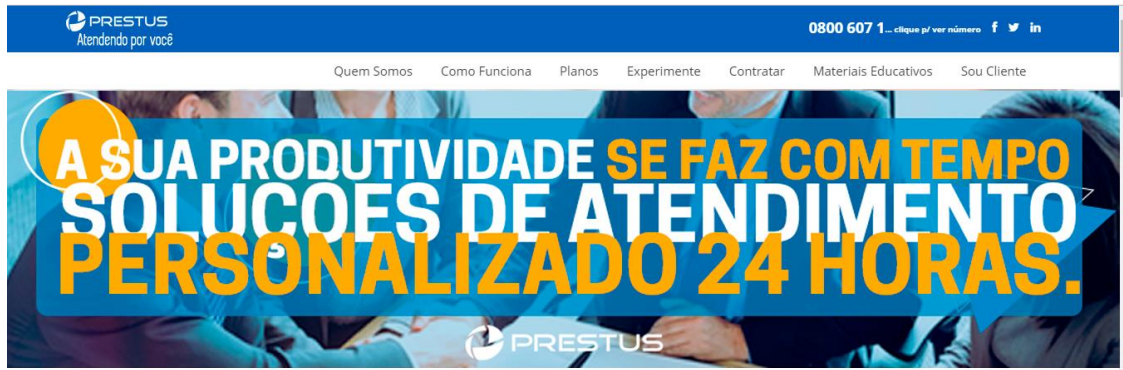 PRESTUS
Atendendo por você
0800 607 1... clique p/ ver número
Quem Somos Como Funciona Planos Experimente Contratar Materiais Educativos Sou Cliente
A SUA PRODUTIVIDADE SE FAZ COM TEMPO
SOLUÇÕES DE ATENDIMENTO
PERSONALIZADO 24 HORAS.
PRESTUS